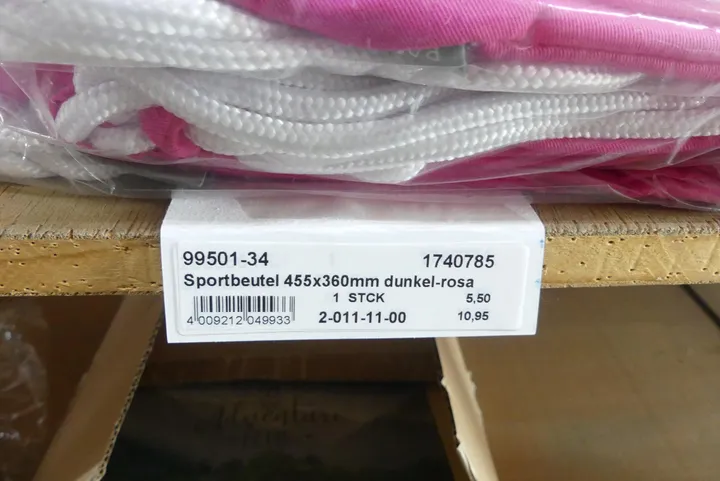 99501-34 1740785
Sportbeutel 455x360mm dunkel-rosa
1 STCK 5,50
4 009212 049933 2-011-11-00 10,95
Adventure